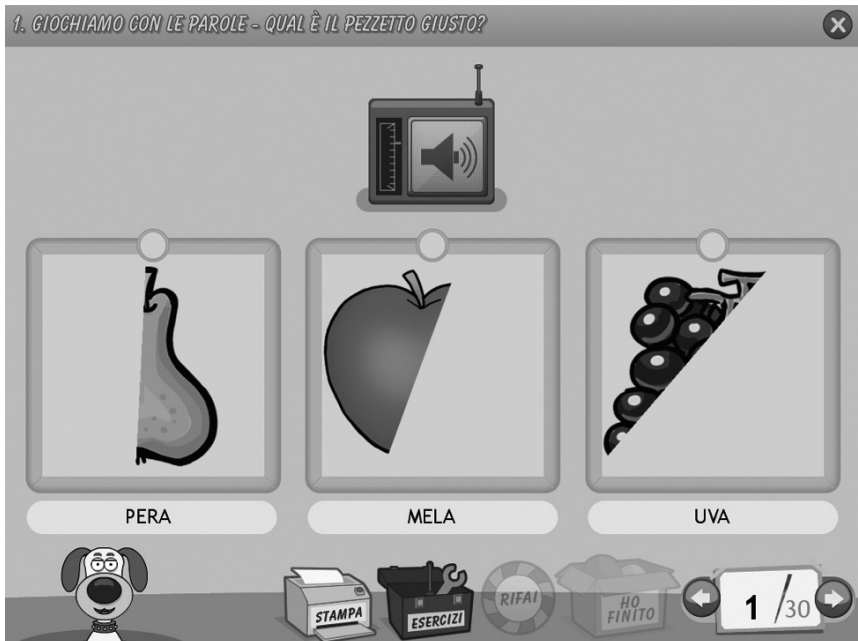 1. GIOCHIAMO CON LE PAROLE - QUAL È IL PEZZETTO GIUSTO?
PERA
MELA
UVA
STAMPA
ESERCIZI
RIFAI
HO
FINITO
1/30